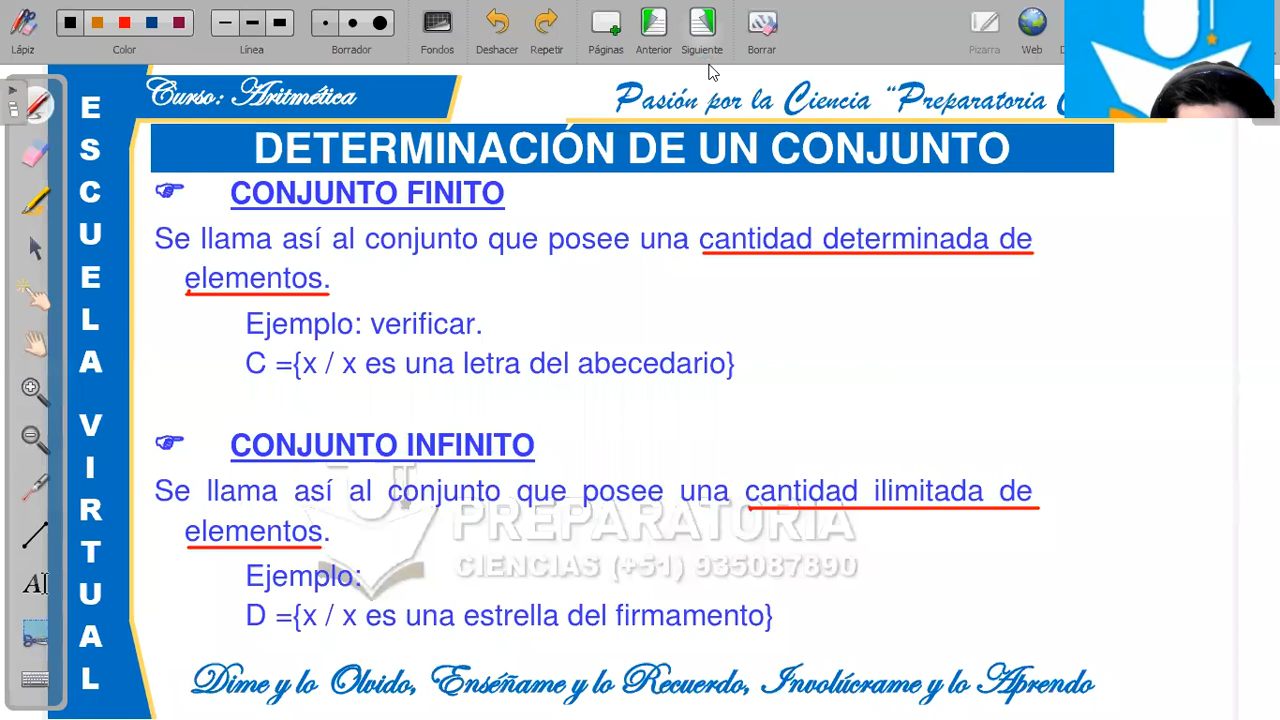 Lápiz
Color
Línea
Borrador
Fondos
Deshacer
Repetir
Páginas
Anterior
Siguiente
Borrar
Pizarra
Web
Curso: Aritmética
Pasión por la Ciencia “Preparatoria
ESCUELA VIRTUAL
DETERMINACIÓN DE UN CONJUNTO
CONJUNTO FINITO
Se llama así al conjunto que posee una cantidad determinada de
elementos.
Ejemplo: verificar.
C ={x / x es una letra del abecedario}
CONJUNTO INFINITO
Se llama así al conjunto que posee una cantidad ilimitada de
elementos.
Ejemplo:
D ={x / x es una estrella del firmamento}
PREPARATORIA
CIENCIAS (+51) 935087890
Dime y lo Olvido, Enséñame y lo Recuerdo, Involúcrame y lo Aprendo
AI